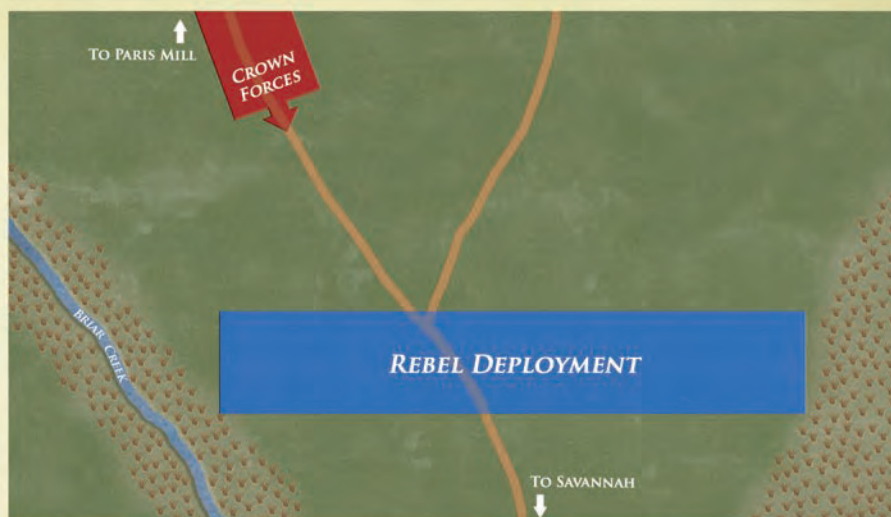 To Paris Mill
Crown
Forces
Briar Creek
Rebel Deployment
To Savannah